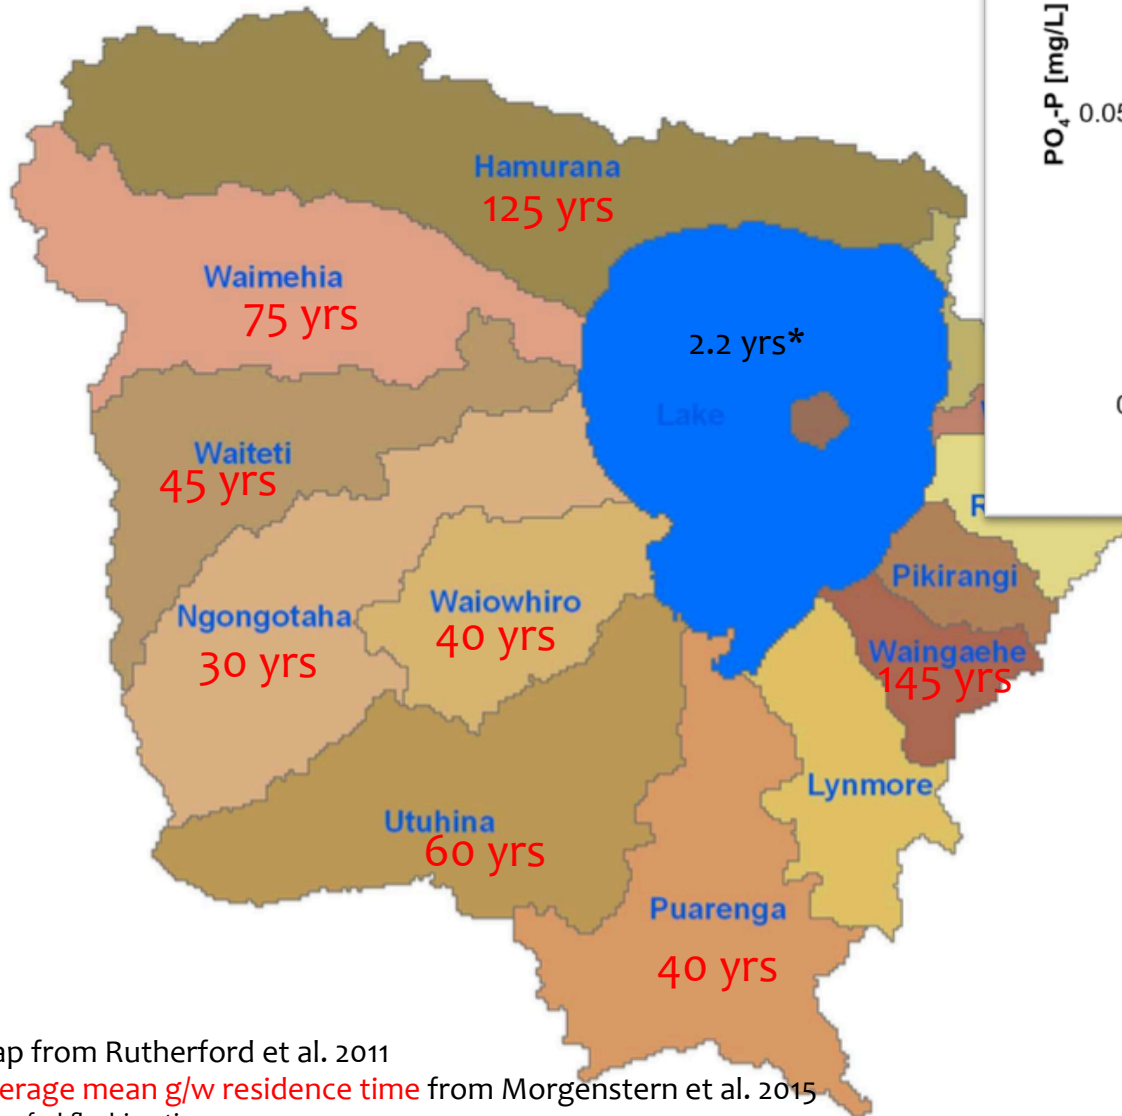 PO4-P [mg/L]
0.05
Hamurana
125 yrs
Waimehia
75 yrs
2.2 yrs*
Lake
0
Waiteti
45 yrs
R
Pikirangi
Ngongotaha
30 yrs
Waiowhiro
40 yrs
Waingaehe
145 yrs
Lynmore
Utuhina
60 yrs
Puarenga
40 yrs
ap from Rutherford et al. 2011
erage mean g/w residence time from Morgenstern et al. 2015